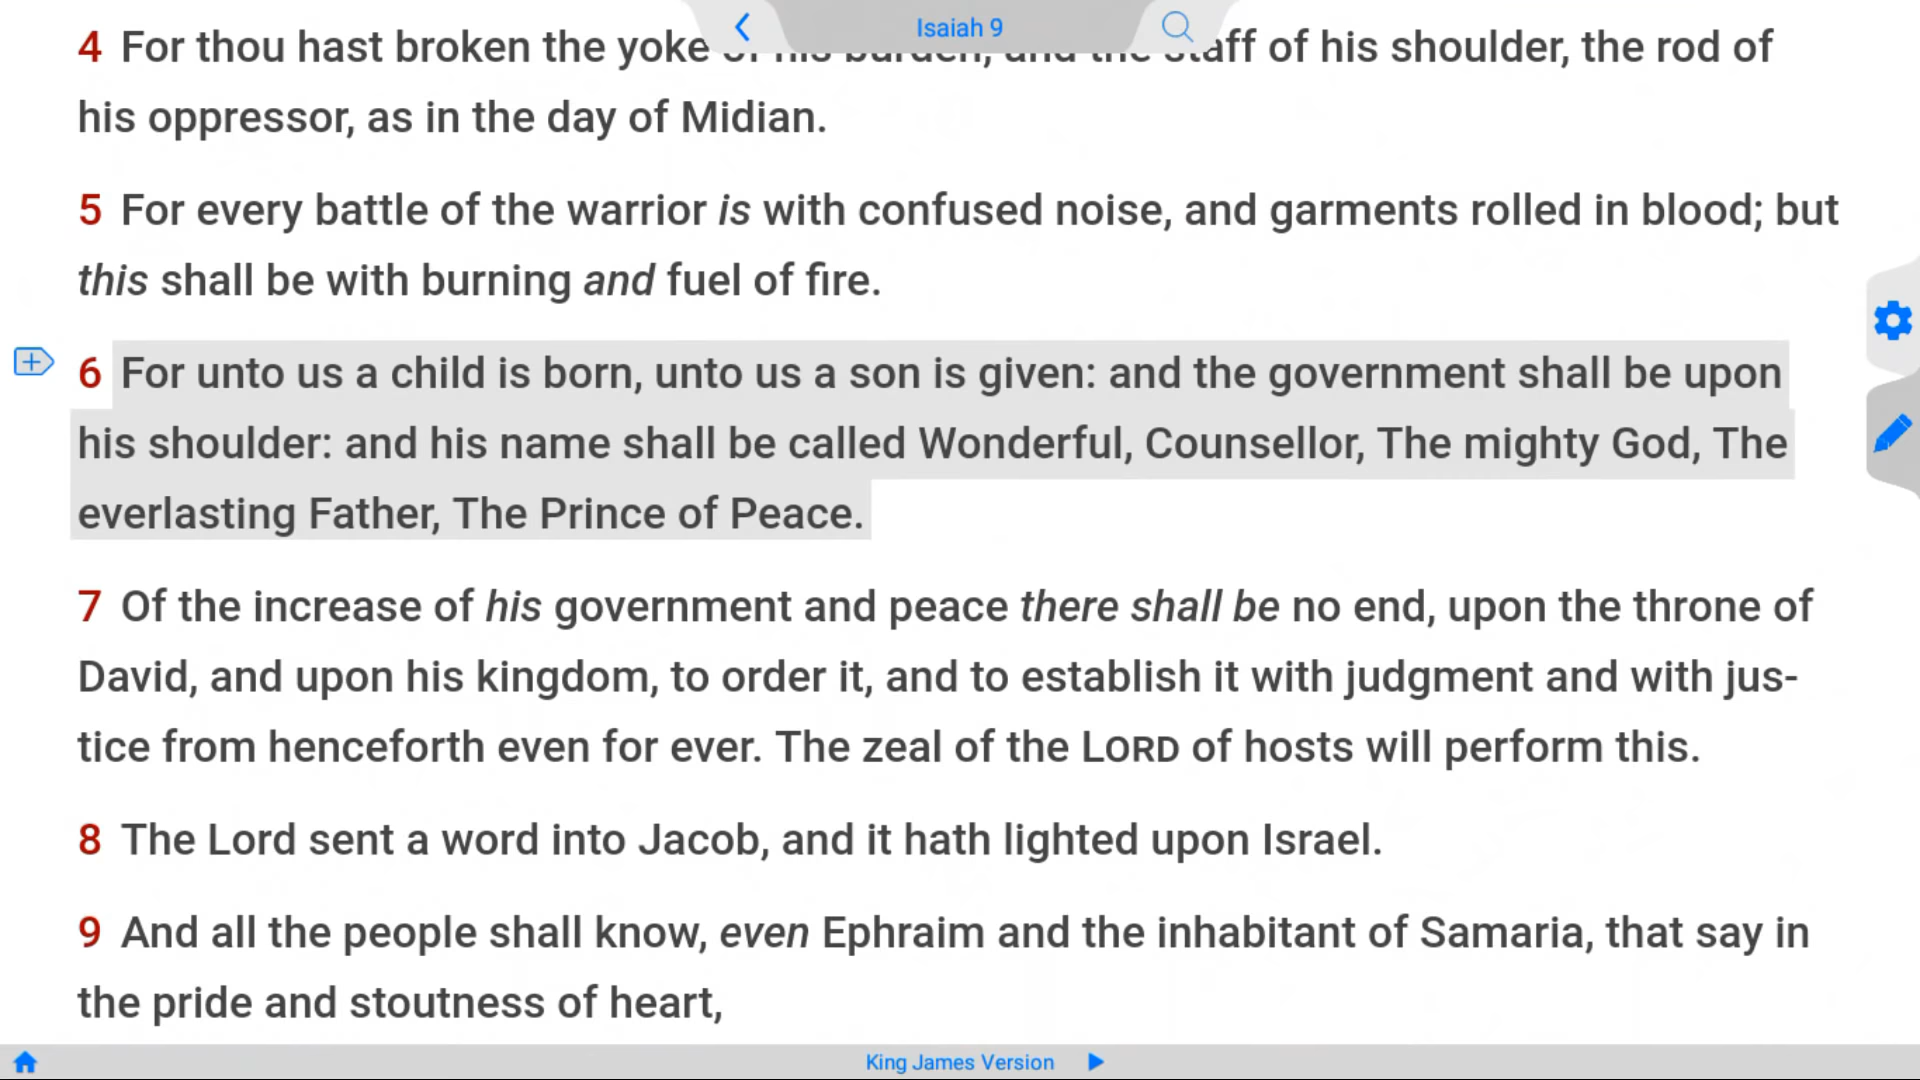 Isaiah 9
4 For thou hast broken the yoke of his burden, and the staff of his shoulder, the rod of
his oppressor, as in the day of Midian.
5 For every battle of the warrior is with confused noise, and garments rolled in blood; but
this shall be with burning and fuel of fire.
6 For unto us a child is born, unto us a son is given: and the government shall be upon
his shoulder: and his name shall be called Wonderful, Counsellor, The mighty God, The
everlasting Father, The Prince of Peace.
7 Of the increase of his government and peace there shall be no end, upon the throne of
David, and upon his kingdom, to order it, and to establish it with judgment and with jus-
tice from henceforth even for ever. The zeal of the LORD of hosts will perform this.
8 The Lord sent a word into Jacob, and it hath lighted upon Israel.
9 And all the people shall know, even Ephraim and the inhabitant of Samaria, that say in
the pride and stoutness of heart,
King James Version